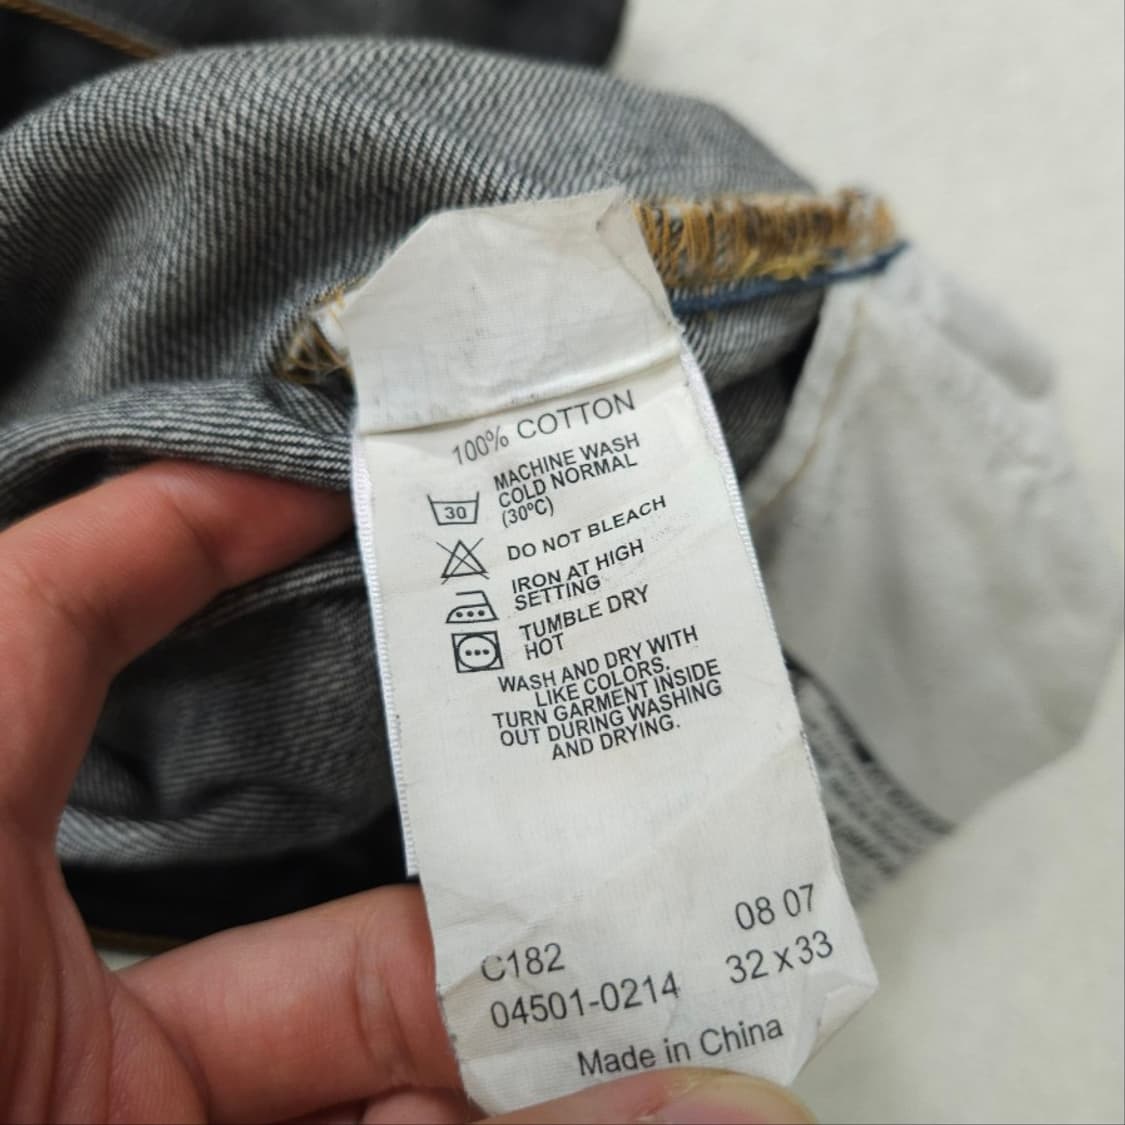 100% COTTON
MACHINE WASH
COLD NORMAL
(30ºC)
30
DO NOT BLEACH
IRON AT HIGH
SETTING
TUMBLE DRY
HOT
WASH AND DRY WITH
LIKE COLORS.
TURN GARMENT INSIDE
OUT DURING WASHING
AND DRYING.
08 07
C182
32 x 33
04501-0214
Made in China